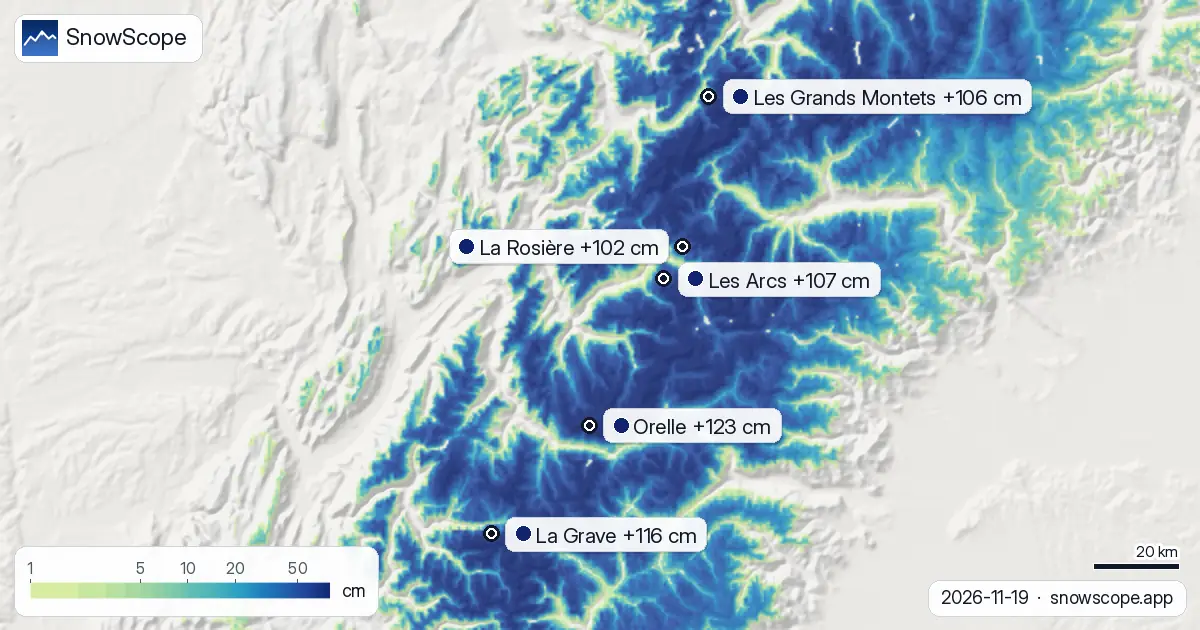 SnowScope
Les Grands Montets +106 cm
La Rosière +102 cm
Les Arcs +107 cm
Orelle +123 cm
La Grave +116 cm
1 5 10 20 50
cm
20 km
2026-11-19 · snowscope.app